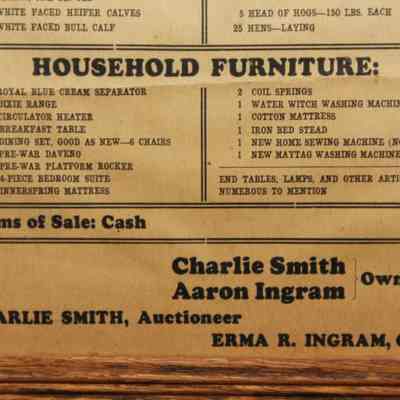 WHITE FACED HEIFER CALVES
WHITE FACED BULL CALF
5 HEAD OF HOGS—150 LBS. EACH
25 HENS—LAYING
HOUSEHOLD FURNITURE:
ROYAL BLUE CREAM SEPARATOR
DIXIE RANGE
CIRCULATOR HEATER
BREAKFAST TABLE
DINING SET, GOOD AS NEW—6 CHAIRS
PRE-WAR DAVENO
PRE-WAR PLATFORM ROCKER
4-PIECE BEDROOM SUITE
INNERSPRING MATTRESS
2 COIL SPRINGS
1 WATER WITCH WASHING MACHIN
1 COTTON MATTRESS
1 IRON BED STEAD
1 NEW HOME SEWING MACHINE (N
1 NEW MAYTAG WASHING MACHINE
END TABLES, LAMPS, AND OTHER ARTI
NUMEROUS TO MENTION
ms of Sale: Cash
Charlie Smith
Aaron Ingram
Own
ARLIE SMITH, Auctioneer
ERMA R. INGRAM, C